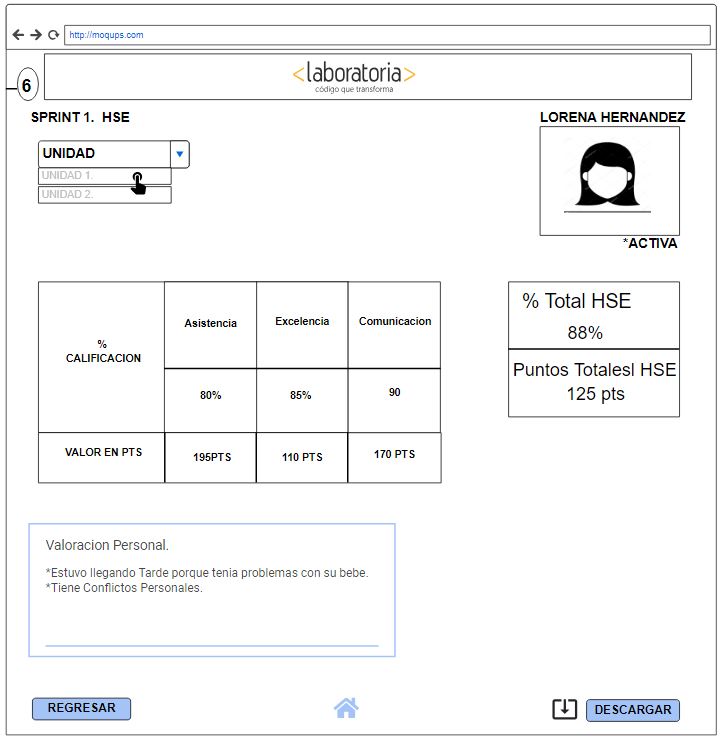 http://moqups.com
6
<laboratoria>
código que transforma
SPRINT 1. HSE
LORENA HERNANDEZ
UNIDAD
UNIDAD 1.
UNIDAD 2.
*ACTIVA
%
CALIFICACION
Asistencia
Excelencia
Comunicacion
80%
85%
90
VALOR EN PTS
195PTS
110 PTS
170 PTS
% Total HSE
88%
Puntos Totalesl HSE
125 pts
Valoracion Personal.
*Estuvo llegando Tarde porque tenia problemas con su bebe.
*Tiene Conflictos Personales.
REGRESAR
DESCARGAR